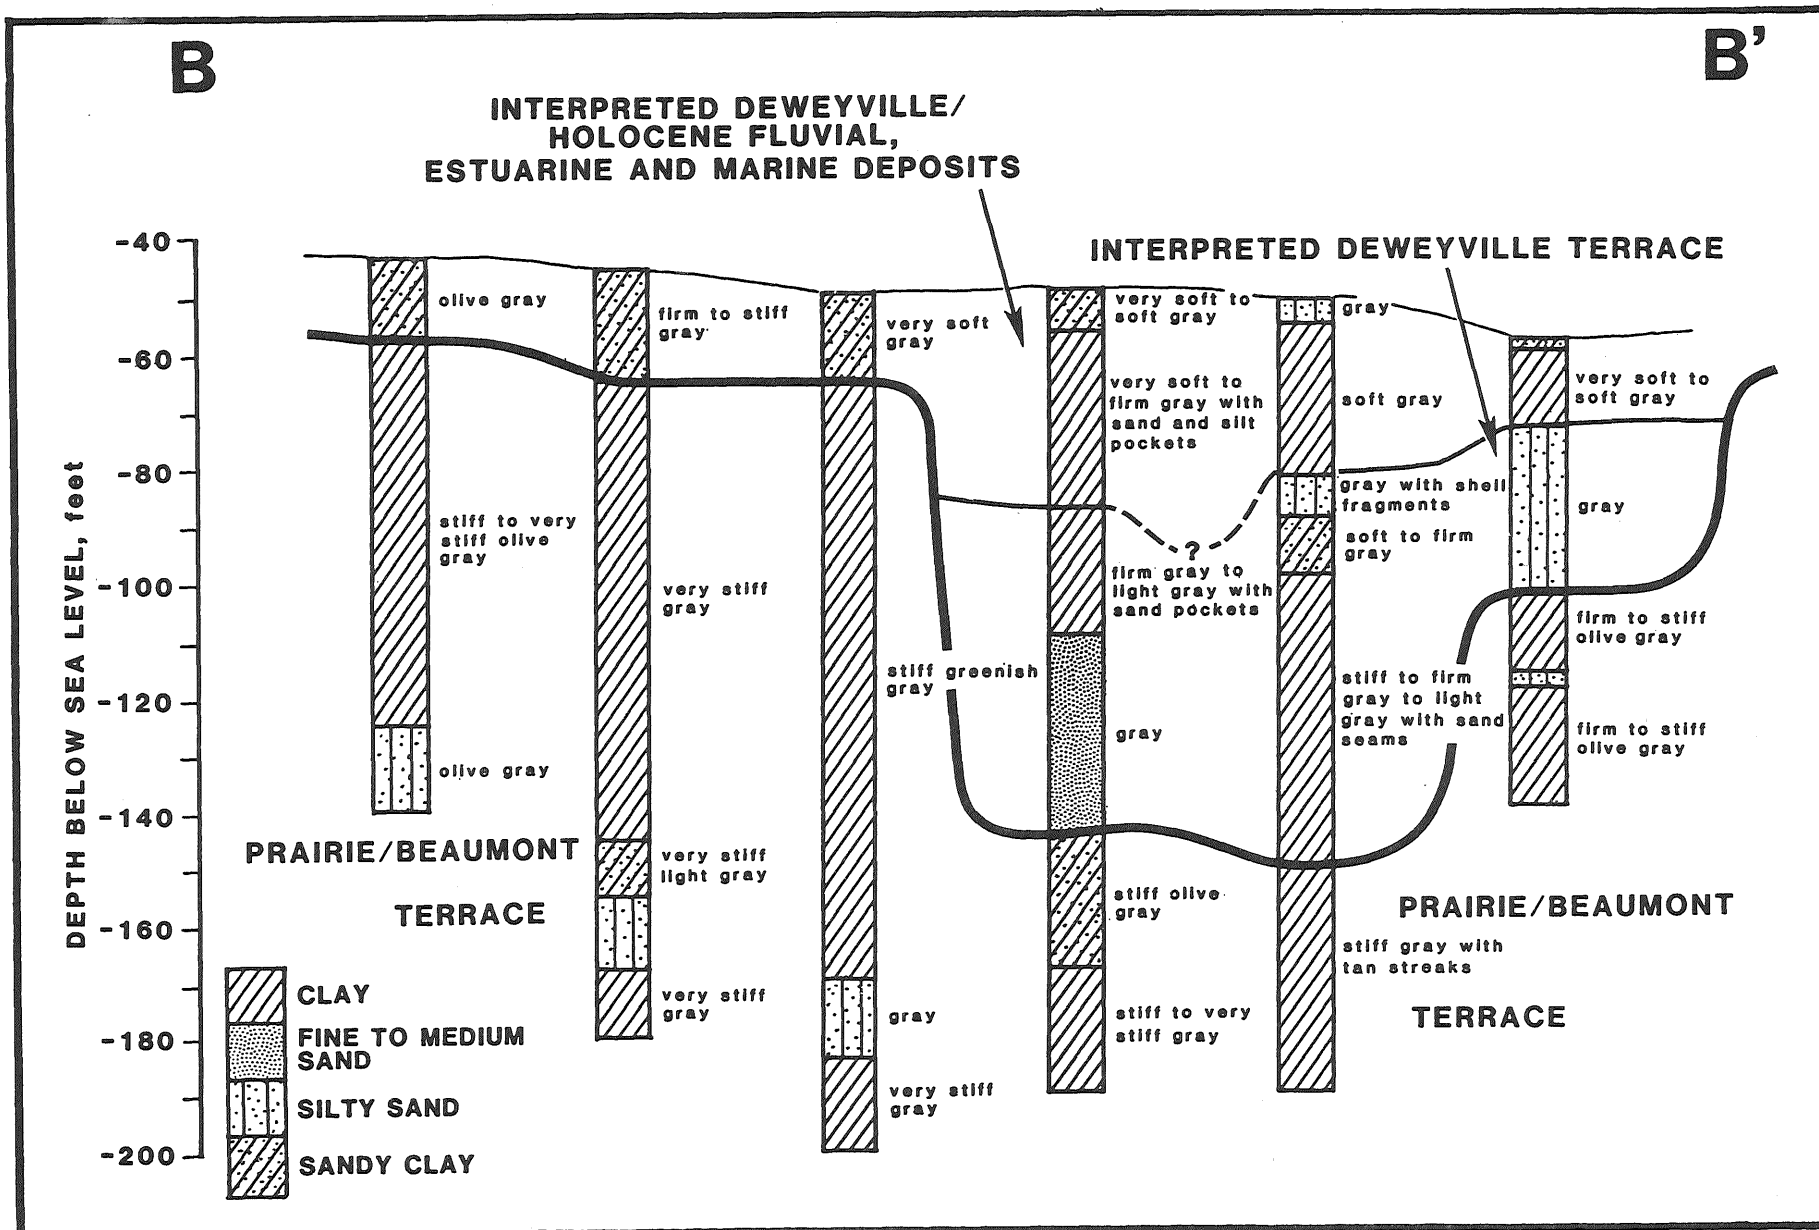 B
B'
INTERPRETED DEWEYVILLE/
HOLOCENE FLUVIAL,
ESTUARINE AND MARINE DEPOSITS
INTERPRETED DEWEYVILLE TERRACE
DEPTH BELOW SEA LEVEL, feet
-40
-60
-80
-100
-120
-140
-160
-180
-200
olive gray
stiff to very
stiff olive
gray
olive gray
firm to stiff
gray
very stiff
gray
very stiff
light gray
very stiff
gray
very soft
gray
stiff greenish
gray
gray
very stiff
gray
very soft to
soft gray
very soft to
firm gray with
sand and silt
pockets
?
firm gray to
light gray with
sand pockets
gray
stiff olive
gray
stiff to very
stiff gray
gray
soft gray
gray with shell
fragments
soft to firm
gray
stiff to firm
gray to light
gray with sand
seams
stiff gray with
tan streaks
very soft to
soft gray
gray
firm to stiff
olive gray
firm to stiff
olive gray
PRAIRIE/BEAUMONT
TERRACE
PRAIRIE/BEAUMONT
TERRACE
CLAY
FINE TO MEDIUM
SAND
SILTY SAND
SANDY CLAY